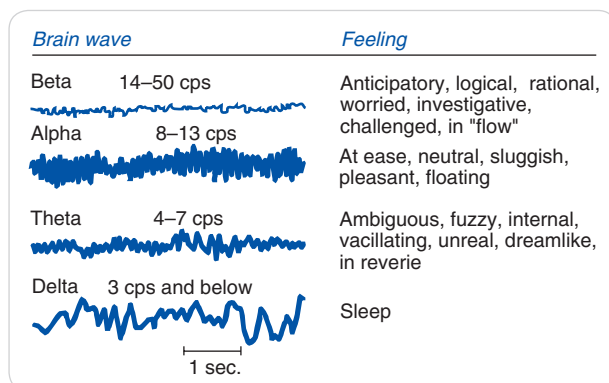 Brain wave Feeling
Beta 14–50 cps
Anticipatory, logical, rational,
worried, investigative,
challenged, in "flow"
Alpha 8–13 cps
At ease, neutral, sluggish,
pleasant, floating
Theta 4–7 cps
Ambiguous, fuzzy, internal,
vacillating, unreal, dreamlike,
in reverie
Delta 3 cps and below
Sleep
1 sec.